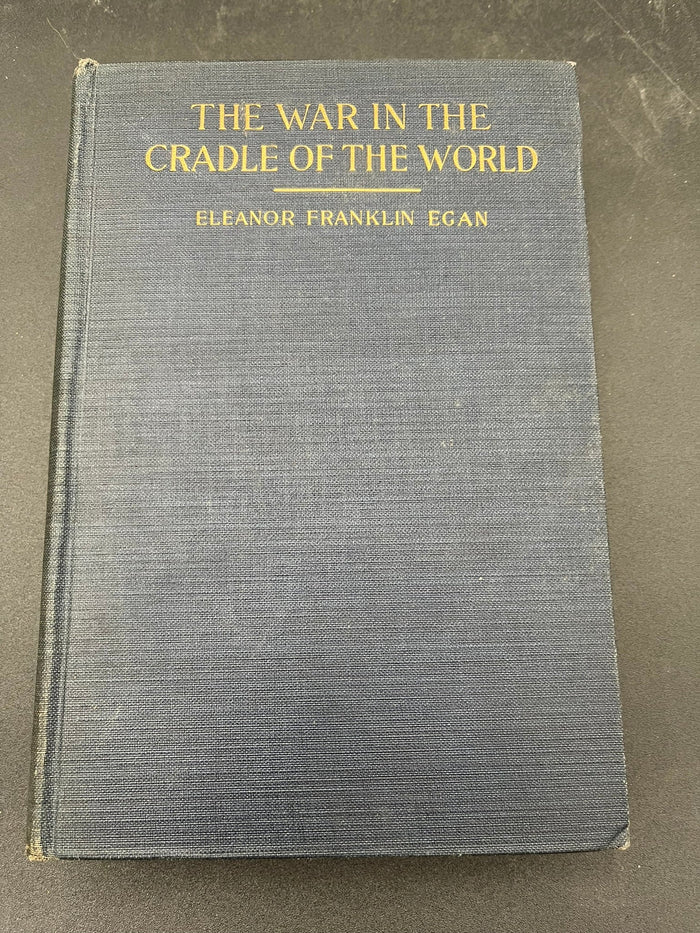 THE WAR IN THE
CRADLE OF THE WORLD
ELEANOR FRANKLIN EGAN